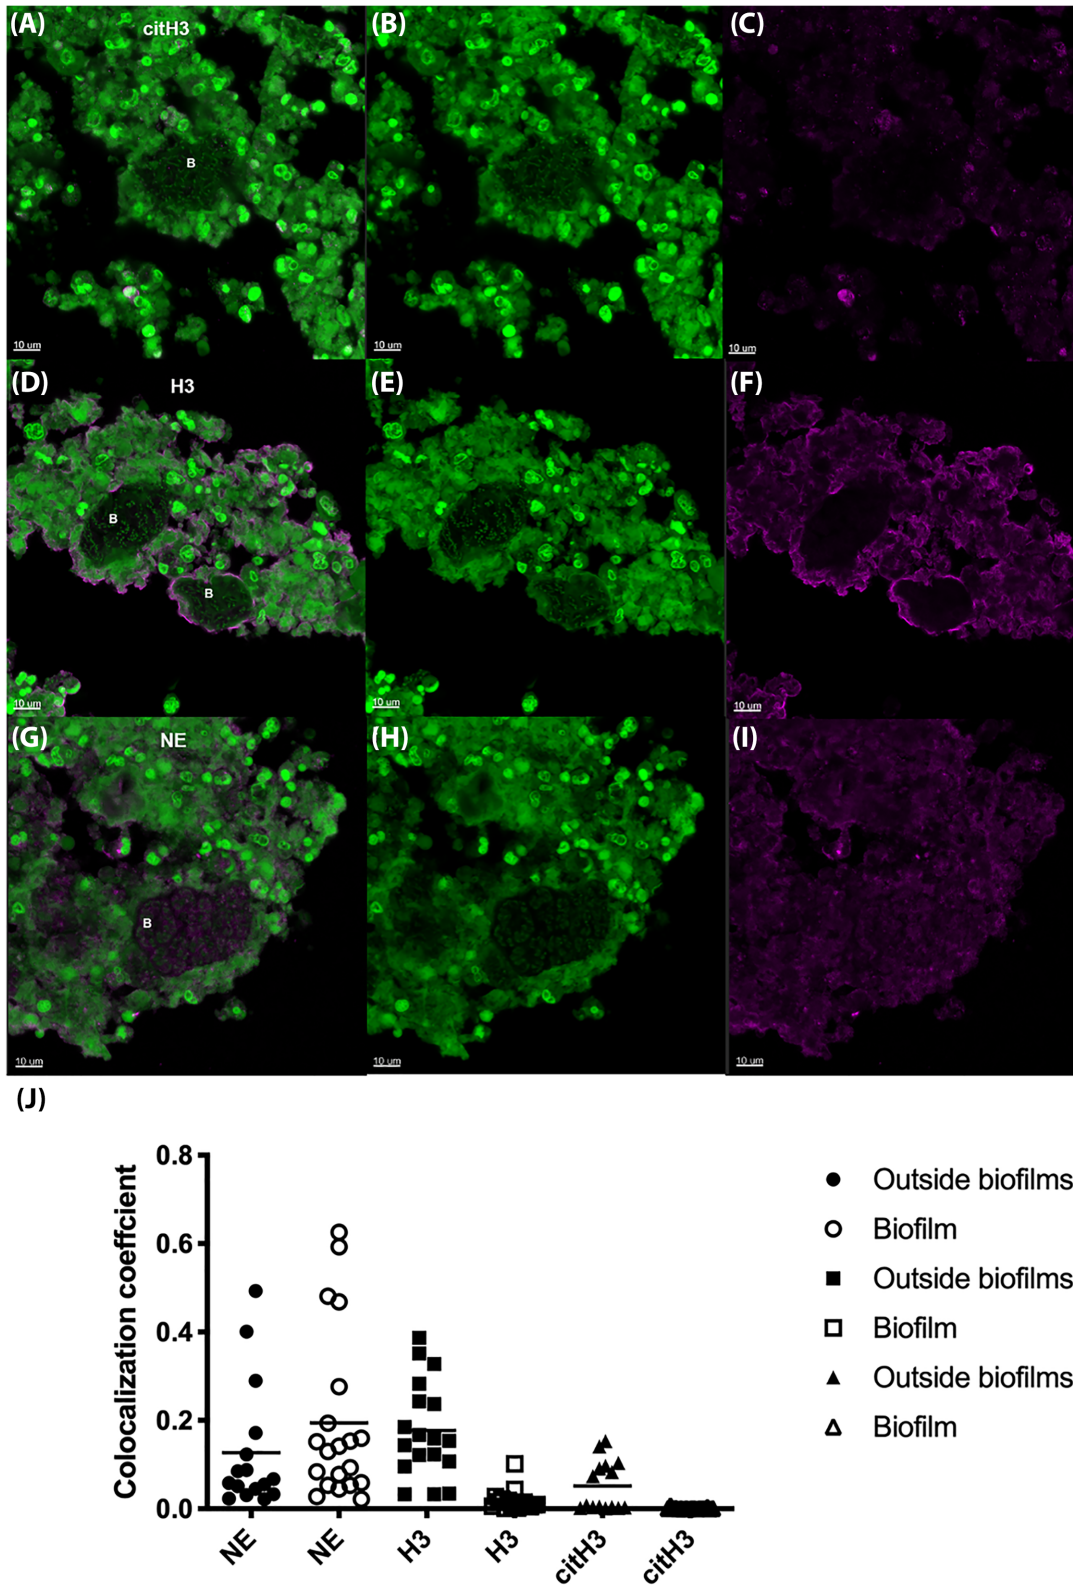 (A) citH3 (B) (C)
B
10 um 10 um 10 um
(D) H3 (E) (F)
B
B
10 um 10 um 10 um
(G) NE (H) (I)
B
10 um 10 um 10 um
(J)
Colocalization coeffcient
0.8
0.6
0.4
0.2
0.0
NE NE H3 H3 citH3 citH3
Outside biofilms
Biofilm
Outside biofilms
Biofilm
Outside biofilms
Biofilm